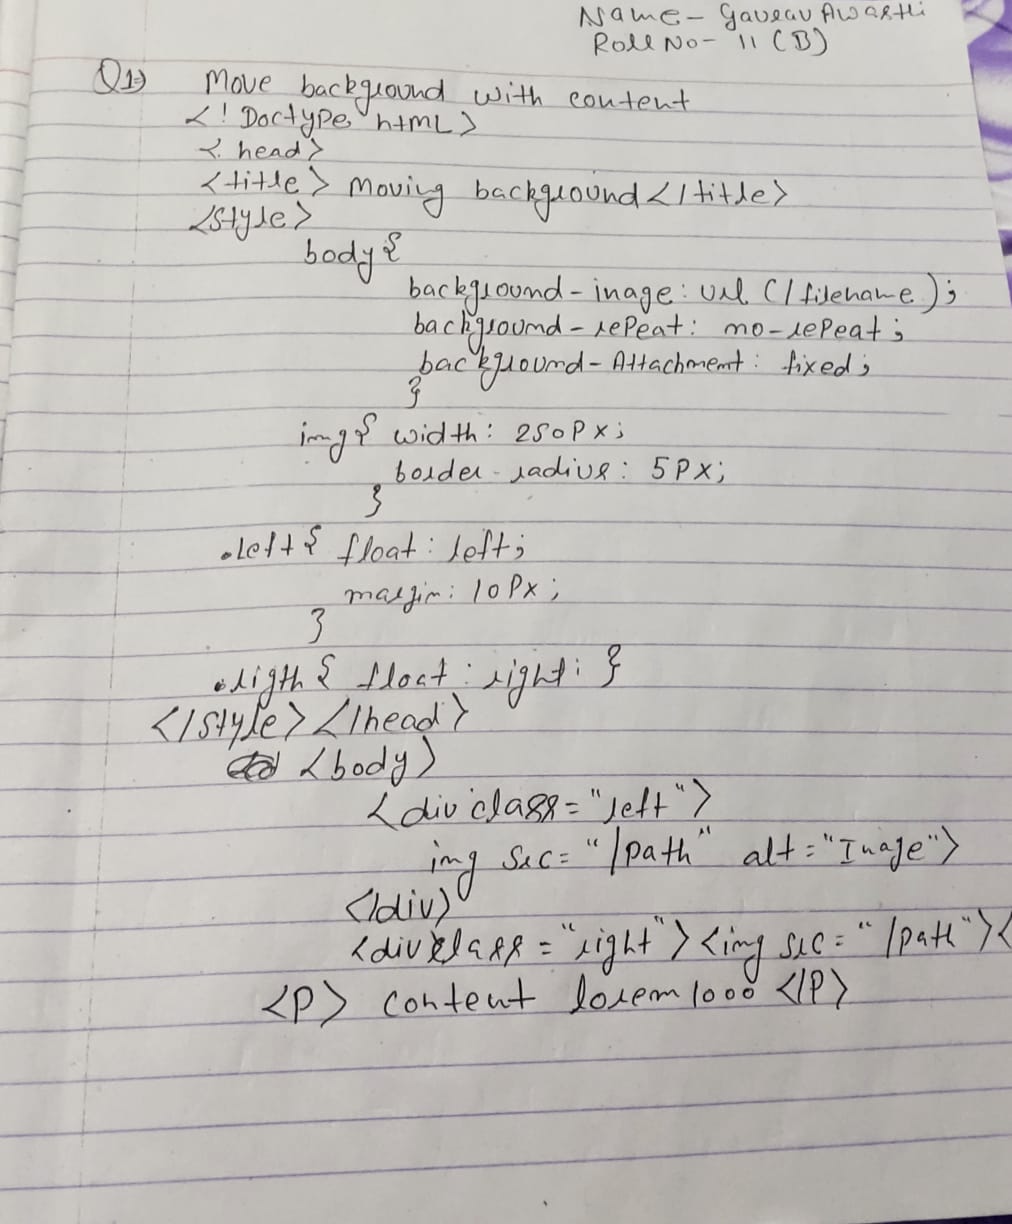 Name - Gaurav Awasthi
Roll No - 11 (B)
Q1⇒ Move background with content
<! Doctype html>
< head>
<title> Moving background </title>
<style>
body {
background-inage: url (/filename);
background-repeat: no-repeat;
background-Attachment: fixed;
}
img { width: 250px;
border-radius: 5px;
}
.left { float: left;
margin: 10px;
}
.rigth { float: right; }
</style></head>
<body>
<div class="left">
img src= "/path" alt="Inage">
</div>
<div class="right"><img src="/path"><
<P> content lorem 1000 </P>